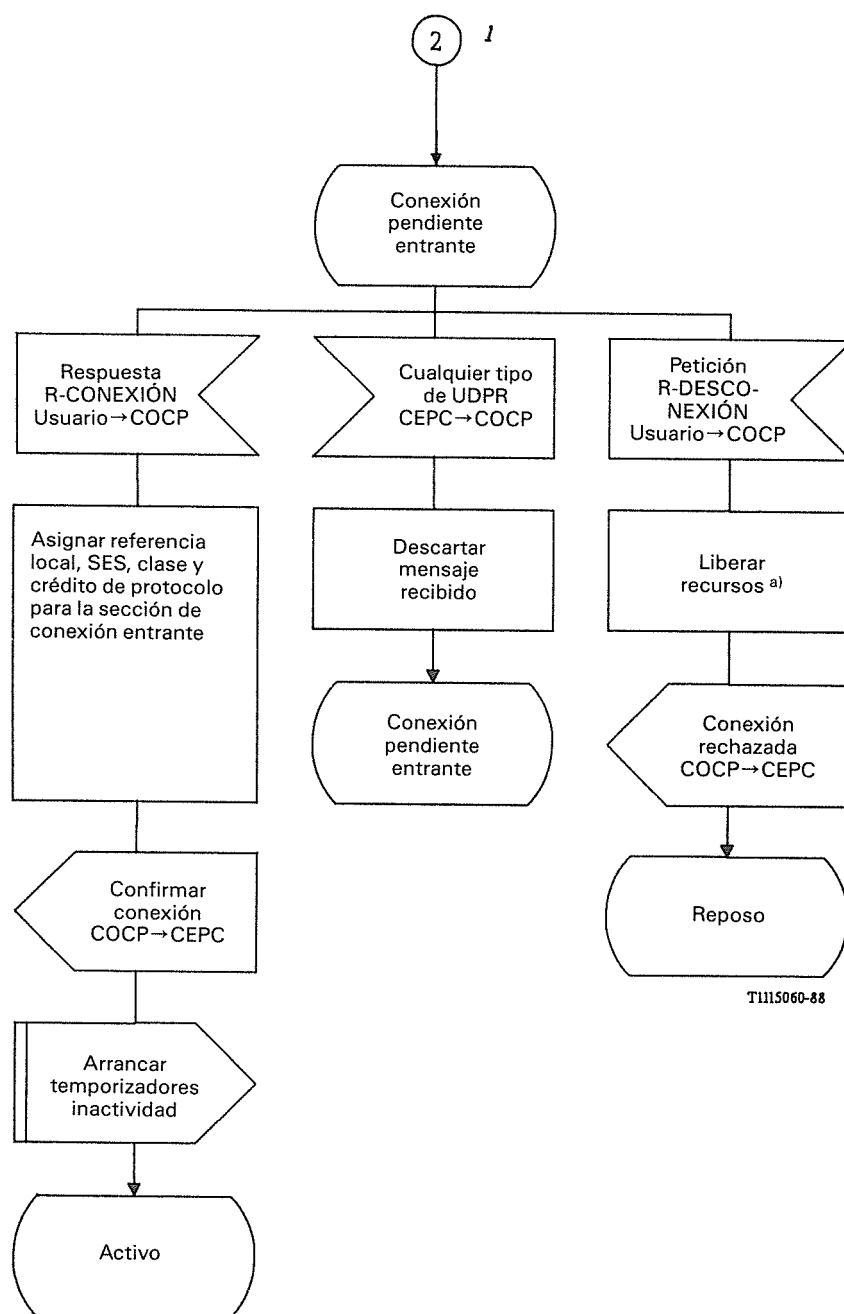 2
1
Conexión
pendiente
entrante
Respuesta
R-CONEXIÓN
Usuario→COCP
Asignar referencia
local, SES, clase y
crédito de protocolo
para la sección de
conexión entrante
Confirmar
conexión
COCP→CEPC
Arrancar
temporizadores
inactividad
Activo
Cualquier tipo
de UDPR
CEPC→COCP
Descartar
mensaje
recibido
Conexión
pendiente
entrante
Petición
R-DESCO-
NEXIÓN
Usuario→COCP
Liberar
recursos a)
Conexión
rechazada
COCP→CEPC
Reposo
T1115060-88